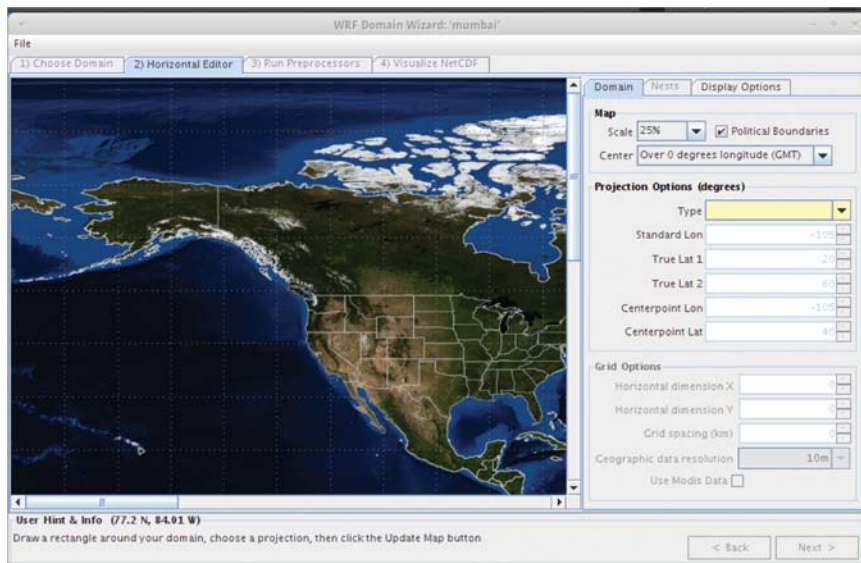 WRF Domain Wizard: 'mumbai'
File
1) Choose Domain 2) Horizontal Editor 3) Run Preprocessors 4) Visualize NetCDF
Domain Nests Display Options
Map
Scale 25% Political Boundaries
Center Over 0 degrees longitude (GMT)
Projection Options (degrees)
Type
Standard Lon -105
True Lat 1 20
True Lat 2 60
Centerpoint Lon -105
Centerpoint Lat 40
Grid Options
Horizontal dimension X 0
Horizontal dimension Y 0
Grid spacing (km) 0
Geographic data resolution 10m
Use Modis Data
User Hint & Info (77.2 N, 84.01 W)
Draw a rectangle around your domain, choose a projection, then click the Update Map button
< Back Next >